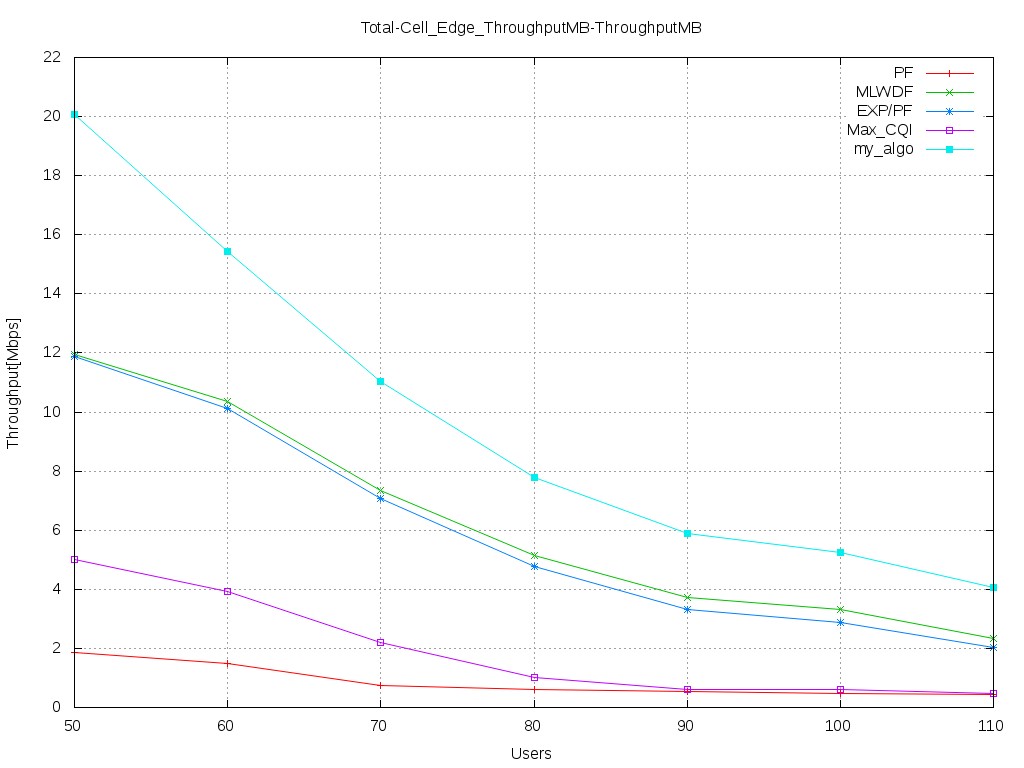 Total-Cell_Edge_ThroughputMB-ThroughputMB
22
20
18
16
14
12
10
8
6
4
2
0
Throughput[Mbps]
PF
MLWDF
EXP/PF
Max_CQI
my_algo
50 60 70 80 90 100 110
Users